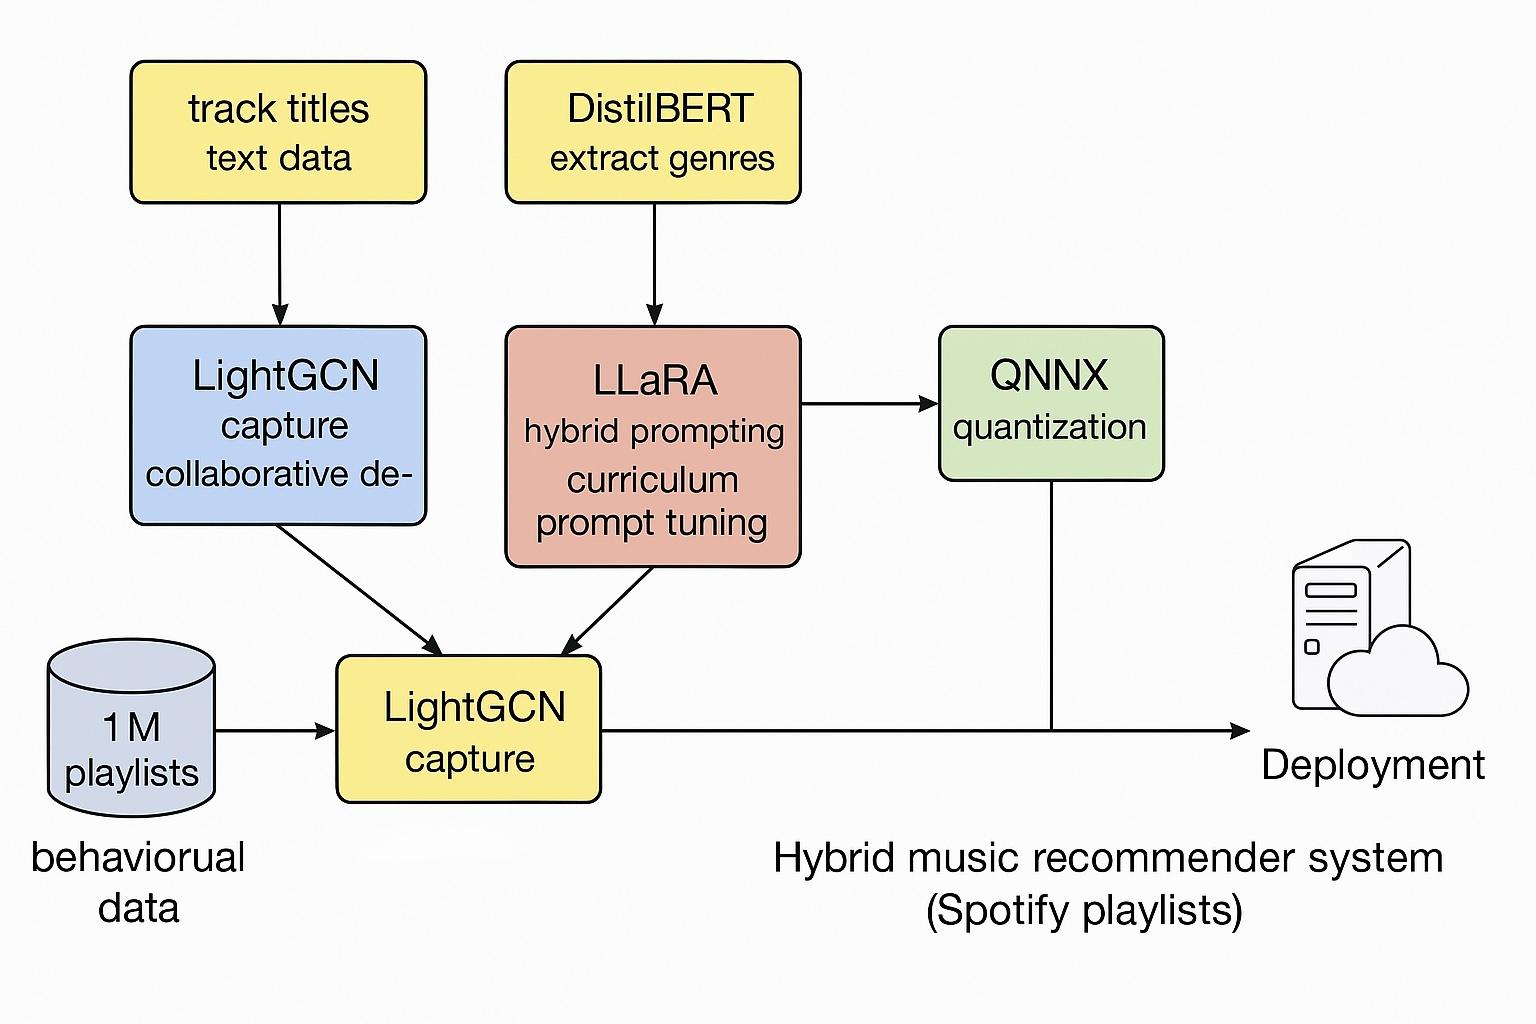 track titles
text data
DistilBERT
extract genres
LightGCN
capture
collaborative de-
LLaRA
hybrid prompting
curriculum
prompt tuning
QNNX
quantization
1 M
playlists
behaviorual
data
LightGCN
capture
Deployment
Hybrid music recommender system
(Spotify playlists)